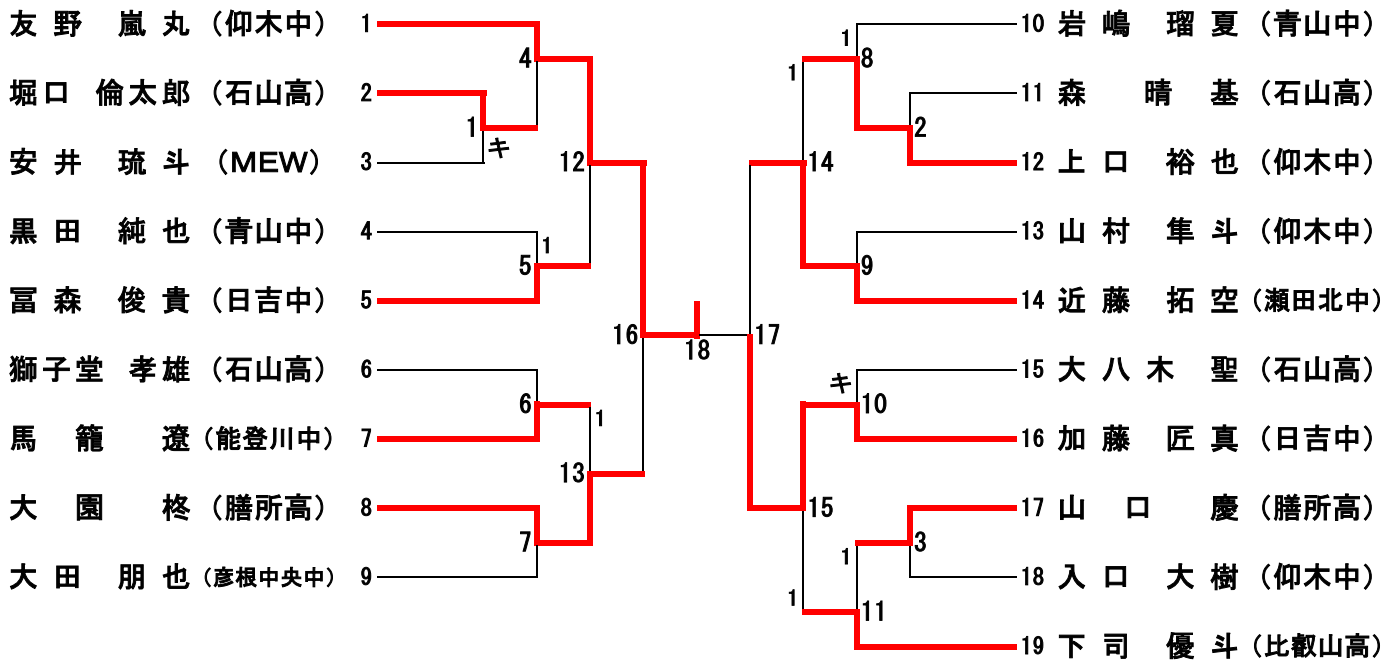 友野 嵐丸 (仰木中) 1
堀口 倫太郎 (石山高) 2
安井 琉斗 (MEW) 3
黒田 純也 (青山中) 4
冨森 俊貴 (日吉中) 5
獅子堂 孝雄 (石山高) 6
馬籠 遼 (能登川中) 7
大園 柊 (膳所高) 8
大田 朋也 (彦根中央中) 9
4
1
キ
12
5
1
16
6
1
13
7
18
17
1
8
1
2
14
9
キ
10
15
3
1
11
1
10 岩嶋 瑠夏 (青山中)
11 森 晴基 (石山高)
12 上口 裕也 (仰木中)
13 山村 隼斗 (仰木中)
14 近藤 拓空 (瀬田北中)
15 大八木 聖 (石山高)
16 加藤 匠真 (日吉中)
17 山口 慶 (膳所高)
18 入口 大樹 (仰木中)
19 下司 優斗 (比叡山高)